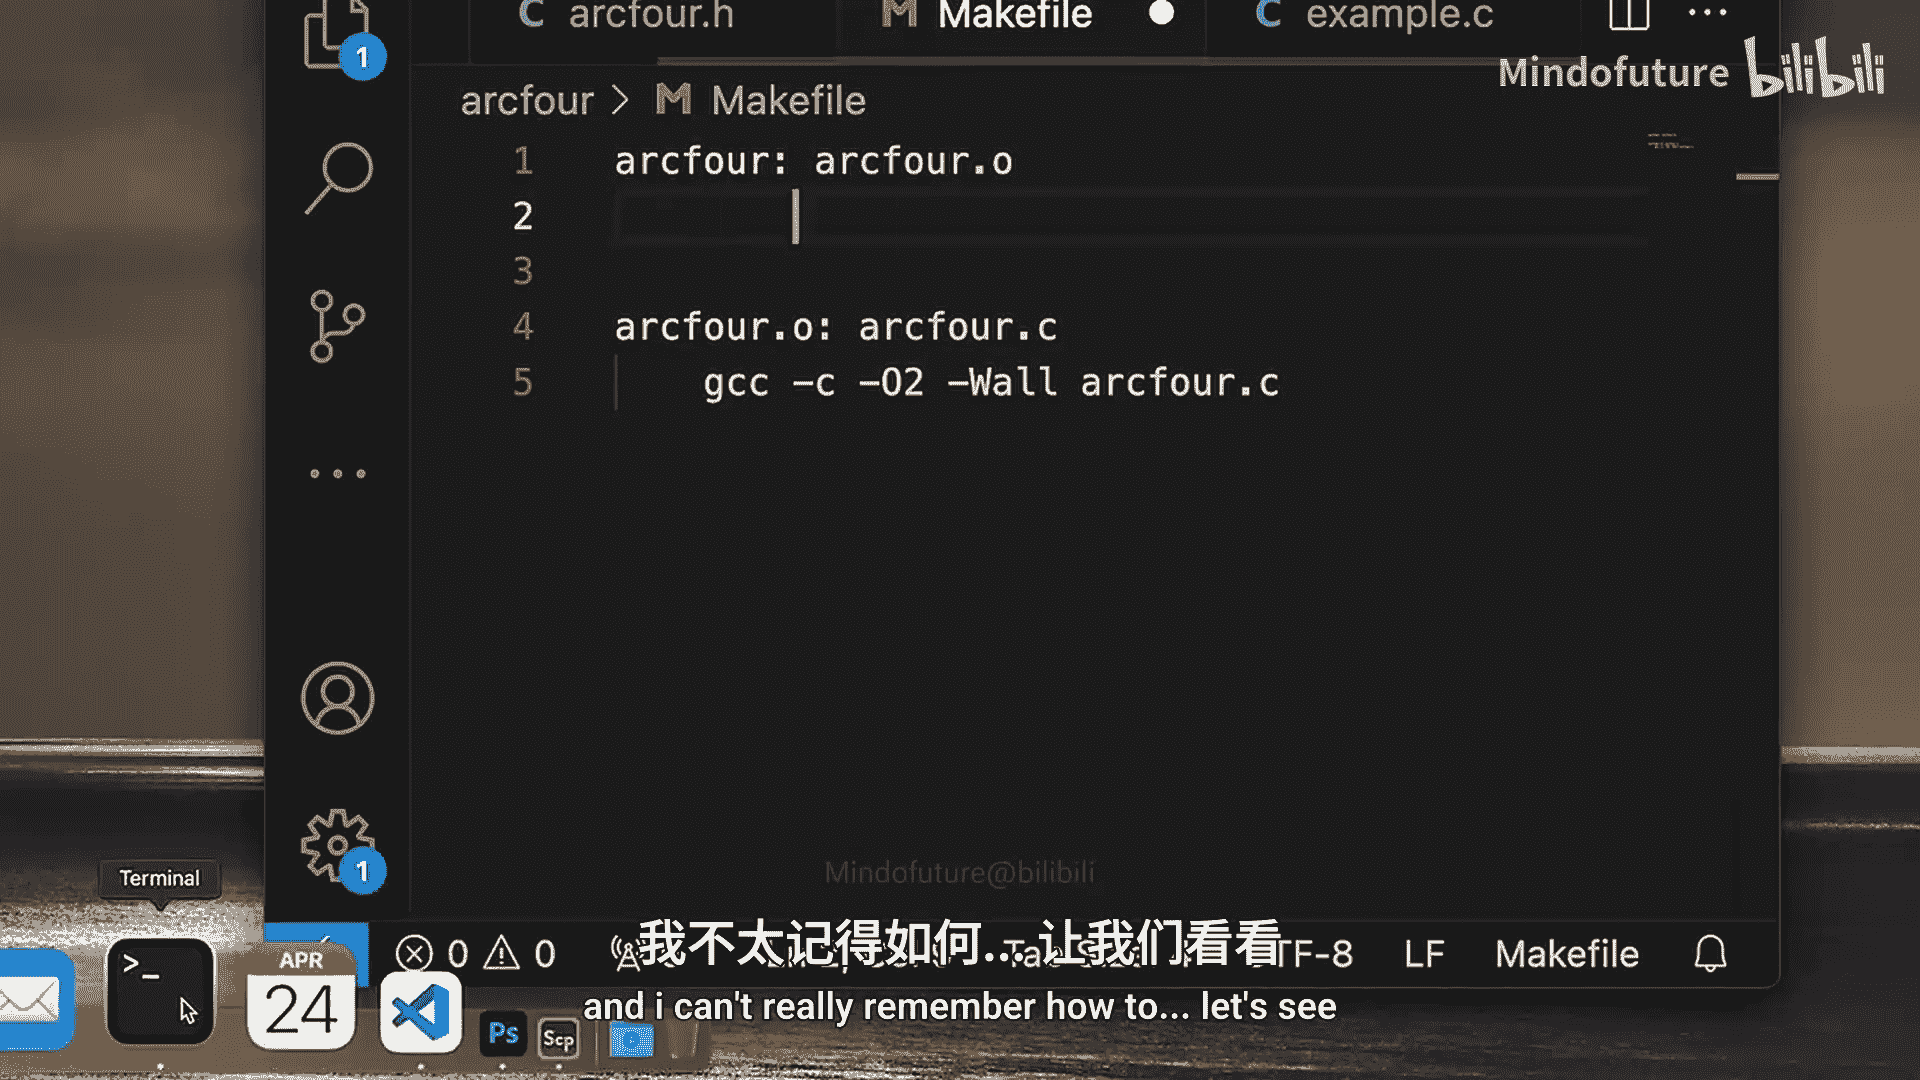 arcfour.h
Makefile
example.c
1
Mindofuture bilibili
arcfour > Makefile
1 arcfour: arcfour.o
2
3
4 arcfour.o: arcfour.c
5 gcc -c -O2 -Wall arcfour.c
1
Terminal
Mindofuture@bilibili
0 0
LF Makefile
我不太记得如何... 让我们看看
and i can't really remember how to... let's see
>_
APR
24
Ps
Scp